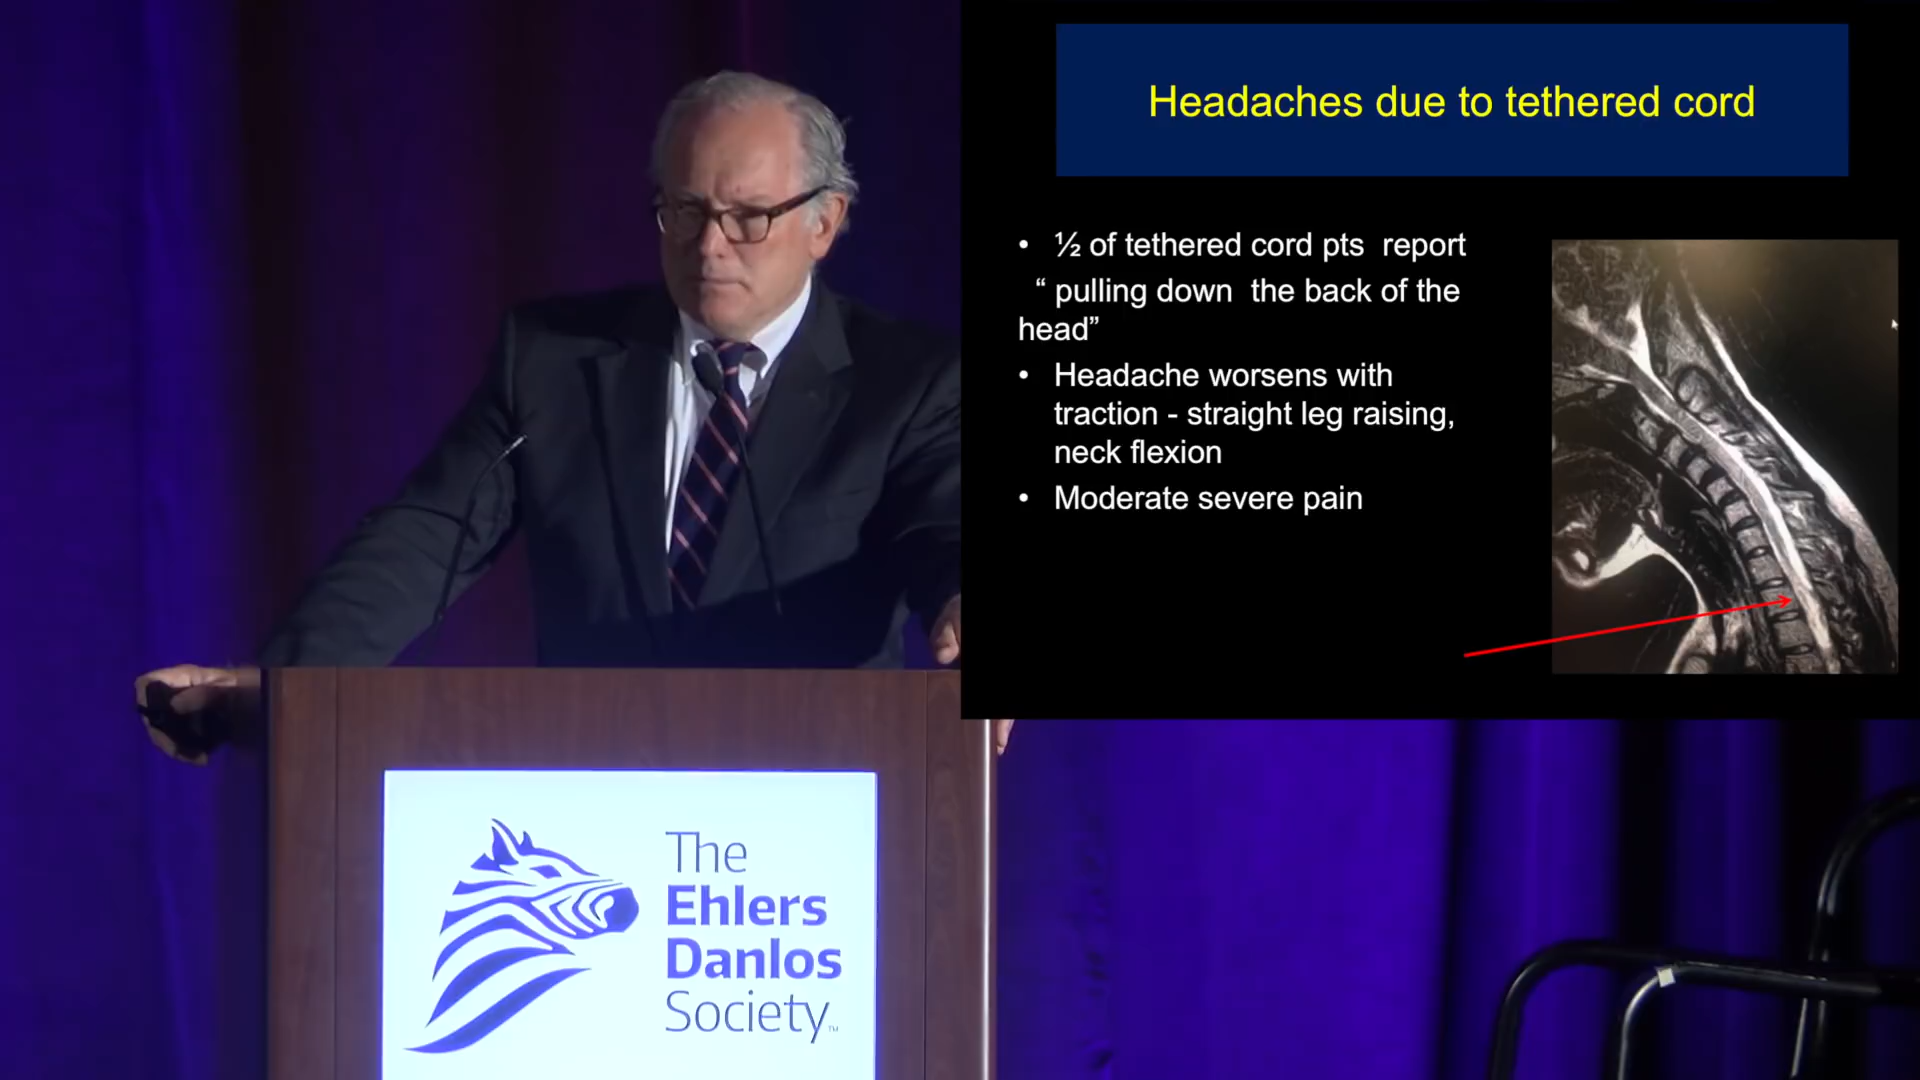 Headaches due to tethered cord
• ½ of tethered cord pts report
“ pulling down the back of the
head”
• Headache worsens with
traction - straight leg raising,
neck flexion
• Moderate severe pain
The
Ehlers
Danlos
Society™